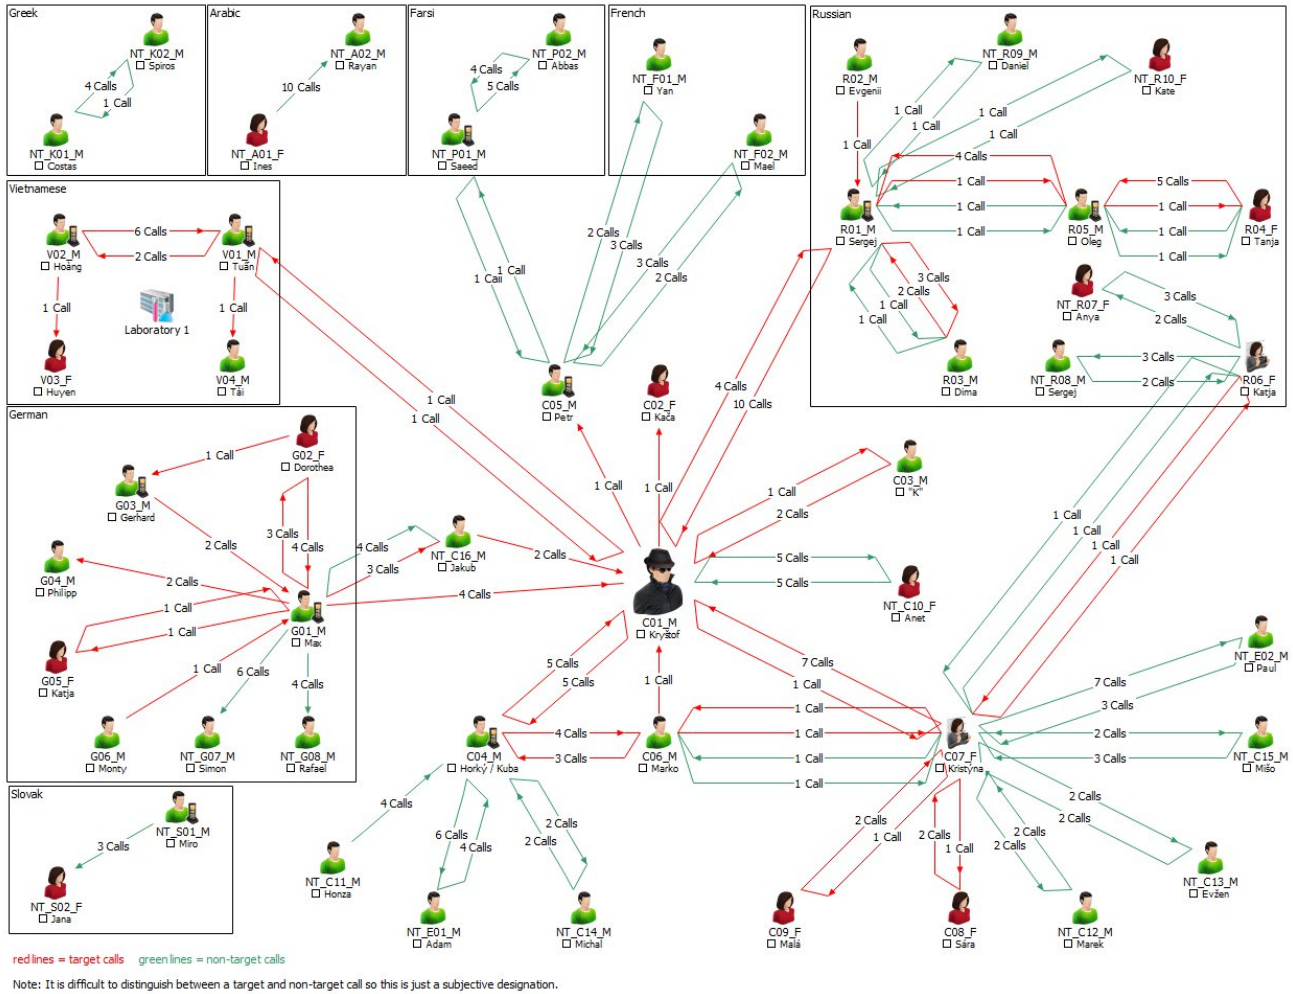 Greek
NT_K02_M
Spiros
4 Calls
1 Call
NT_K01_M
Costas
Arabic
NT_A02_M
Rayan
10 Calls
NT_A01_F
Ines
Farsi
NT_P02_M
Abbas
4 Calls
5 Calls
NT_P01_M
Saeed
French
NT_F01_M
Yan
NT_F02_M
Mael
2 Calls
3 Calls
3 Calls
2 Calls
1 Call
1 Call
Russian
NT_R09_M
Daniel
R02_M
Evgenii
NT_R10_F
Kate
1 Call
1 Call
1 Call
1 Call
1 Call
4 Calls
1 Call
1 Call
1 Call
5 Calls
1 Call
1 Call
1 Call
R01_M
Sergej
R05_M
Oleg
R04_F
Tanja
3 Calls
2 Calls
1 Call
1 Call
NT_R07_F
Anya
3 Calls
2 Calls
R03_M
Dima
NT_R08_M
Sergej
3 Calls
2 Calls
R06_F
Katja
Vietnamese
V02_M
Hoàng
6 Calls
2 Calls
V01_M
Tuân
1 Call
Laboratory 1
1 Call
V03_F
Huyen
V04_M
Tài
1 Call
1 Call
C05_M
Petr
C02_F
Kača
4 Calls
10 Calls
German
G02_F
Dorothea
1 Call
G03_M
Gerhard
2 Calls
3 Calls
4 Calls
G04_M
Philipp
2 Calls
1 Call
1 Call
G05_F
Katja
G01_M
Max
1 Call
6 Calls
4 Calls
G06_M
Monty
NT_G07_M
Simon
NT_G08_M
Rafael
4 Calls
3 Calls
NT_C16_M
Jakub
2 Calls
4 Calls
1 Call
1 Call
C03_M
"K"
1 Call
2 Calls
5 Calls
5 Calls
NT_C10_F
Anet
C01_M
Kryštof
1 Call
1 Call
1 Call
1 Call
5 Calls
5 Calls
1 Call
7 Calls
1 Call
C04_M
Horký / Kuba
4 Calls
3 Calls
C06_M
Marko
1 Call
1 Call
1 Call
1 Call
C07_F
Kristýna
7 Calls
3 Calls
NT_E02_M
Paul
2 Calls
3 Calls
NT_C15_M
Mišo
2 Calls
2 Calls
NT_C13_M
Evžen
2 Calls
2 Calls
NT_C12_M
Marek
2 Calls
1 Call
C08_F
Sára
2 Calls
1 Call
C09_F
Malá
4 Calls
NT_C11_M
Honza
6 Calls
4 Calls
NT_E01_M
Adam
2 Calls
2 Calls
NT_C14_M
Michal
Slovak
NT_S01_M
Miro
3 Calls
NT_S02_F
Jana
red lines = target calls green lines = non-target calls
Note: It is difficult to distinguish between a target and non-target call so this is just a subjective designation.